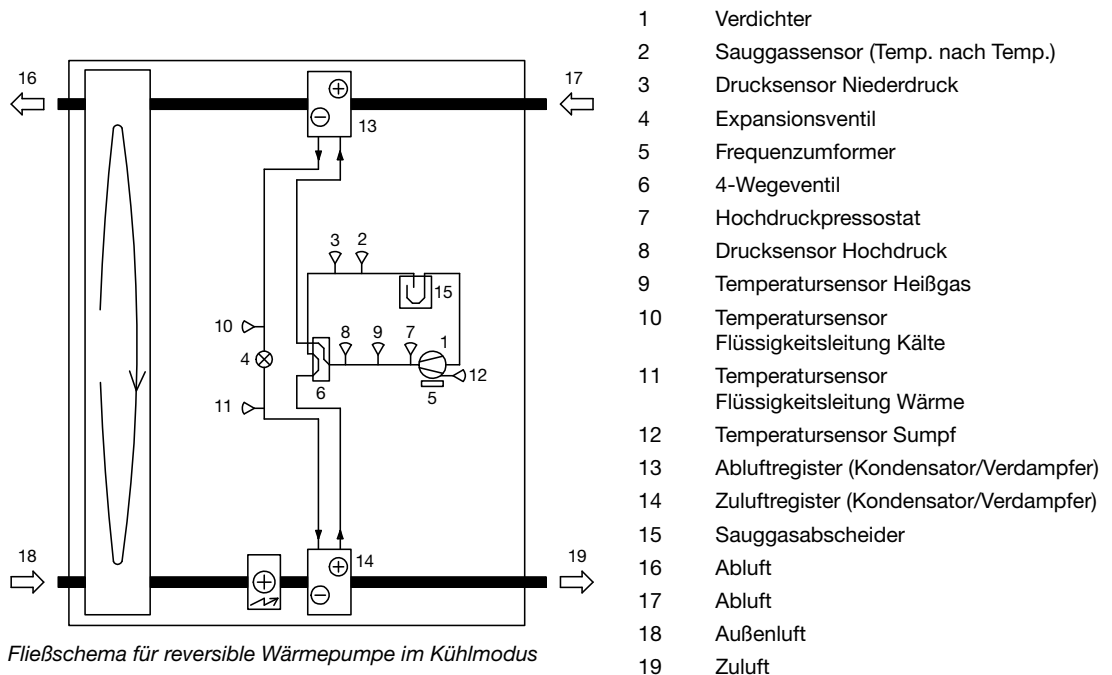 16
17
13
3
2
15
10
8
9
7
1
4
12
6
5
11
18
14
19
Fließschema für reversible Wärmepumpe im Kühlmodus
1 Verdichter
2 Sauggassensor (Temp. nach Temp.)
3 Drucksensor Niederdruck
4 Expansionsventil
5 Frequenzumformer
6 4-Wegeventil
7 Hochdruckpressostat
8 Drucksensor Hochdruck
9 Temperatursensor Heißgas
10 Temperatursensor
Flüssigkeitsleitung Kälte
11 Temperatursensor
Flüssigkeitsleitung Wärme
12 Temperatursensor Sumpf
13 Abluftregister (Kondensator/Verdampfer)
14 Zuluftregister (Kondensator/Verdampfer)
15 Sauggasabscheider
16 Abluft
17 Abluft
18 Außenluft
19 Zuluft